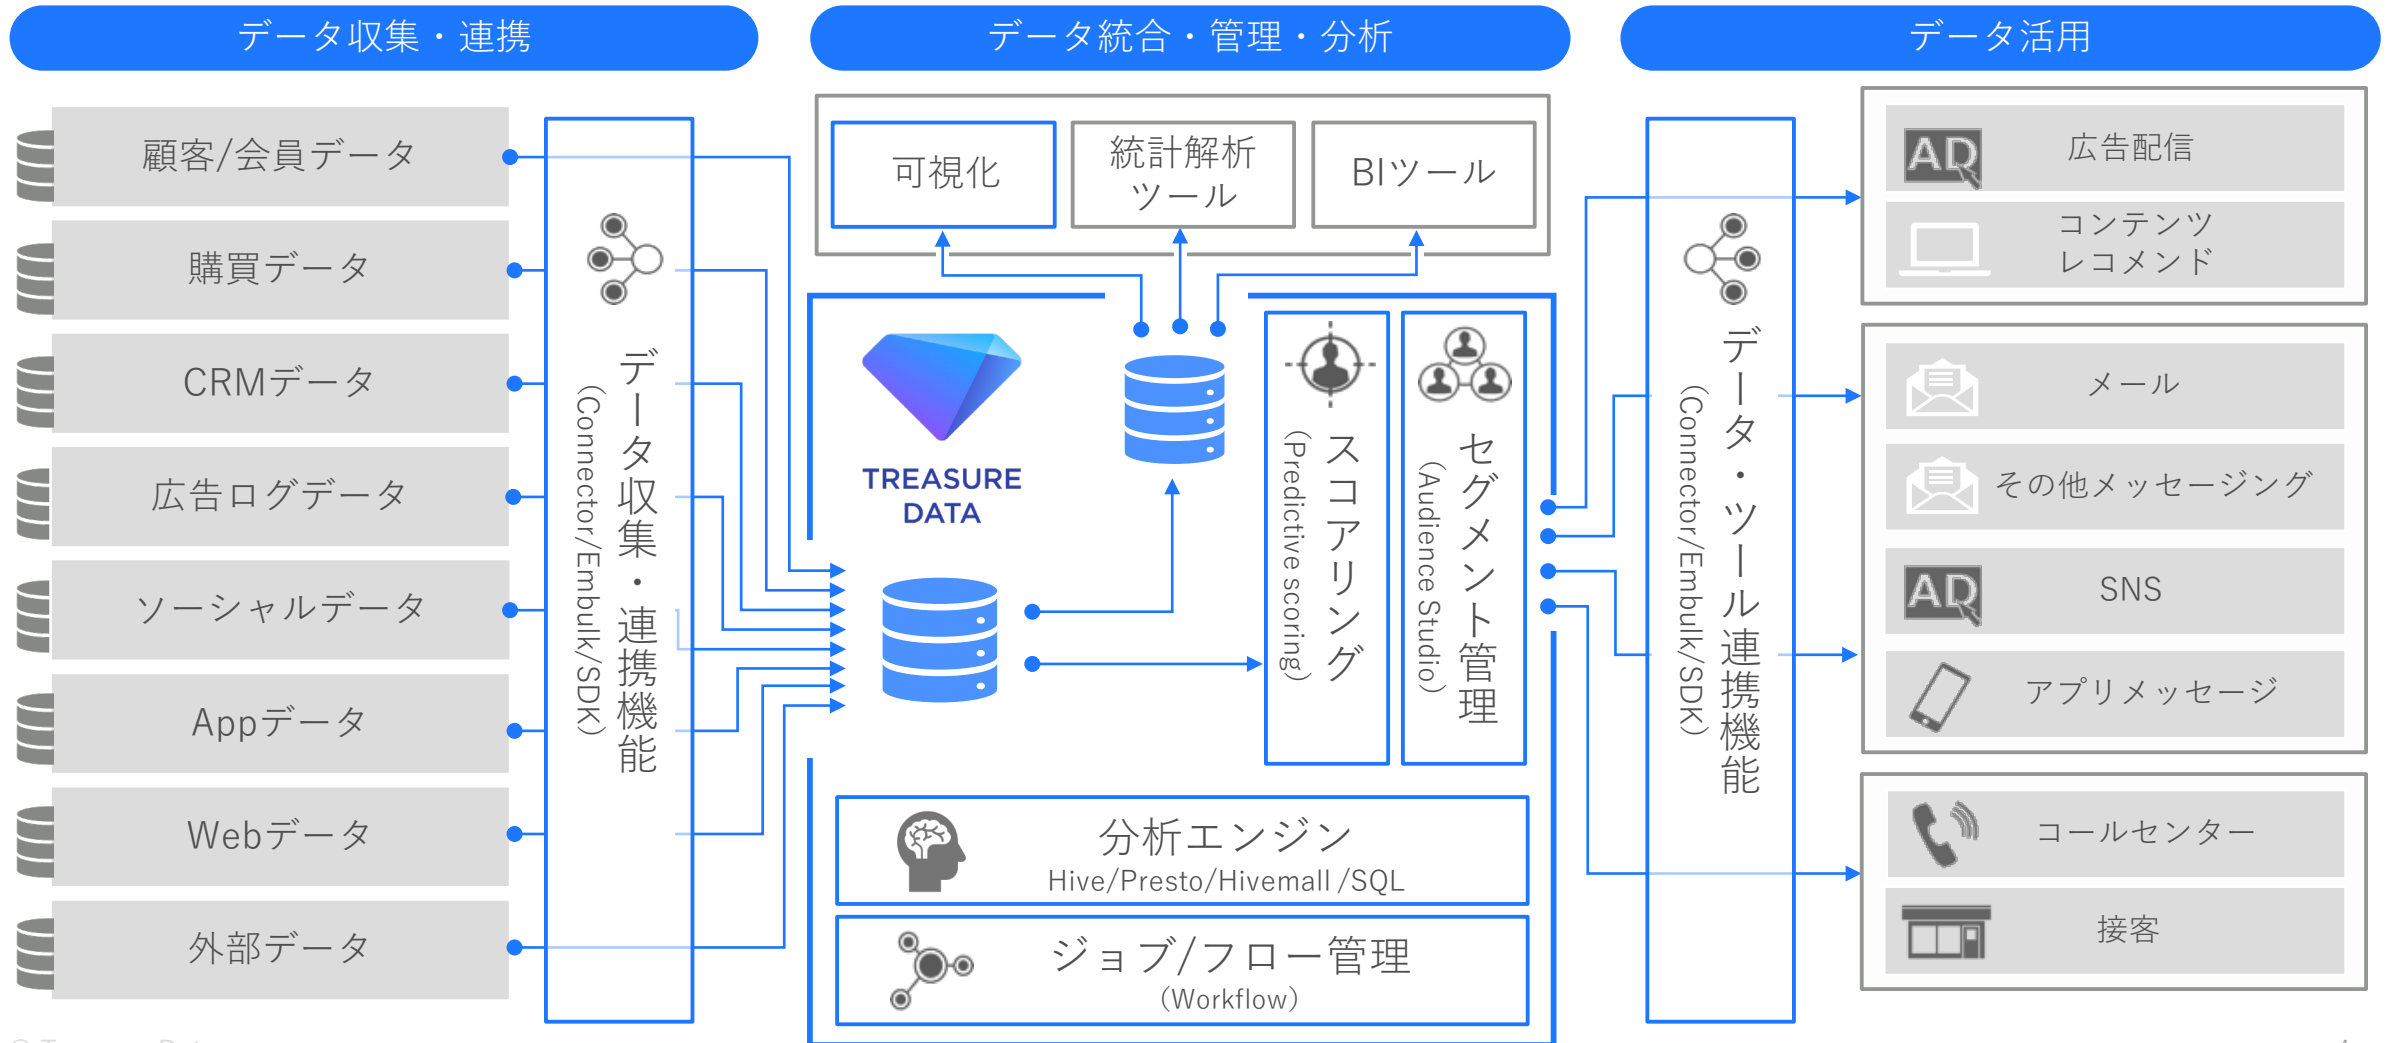 データ収集・連携
データ統合・管理・分析
データ活用
顧客/会員データ
購買データ
CRMデータ
広告ログデータ
ソーシャルデータ
Appデータ
Webデータ
外部データ
データ収集・連携機能
(Connector/Embulk/SDK)
可視化
統計解析
ツール
BIツール
TREASURE
DATA
スコアリング
(Predictive scoring)
セグメント管理
(Audience Studio)
分析エンジン
Hive/Presto/Hivemall /SQL
ジョブ/フロー管理
(Workflow)
データ・ツール連携機能
(Connector/Embulk/SDK)
AD
広告配信
コンテンツ
レコメンド
メール
その他メッセージング
AD
SNS
アプリメッセージ
コールセンター
接客